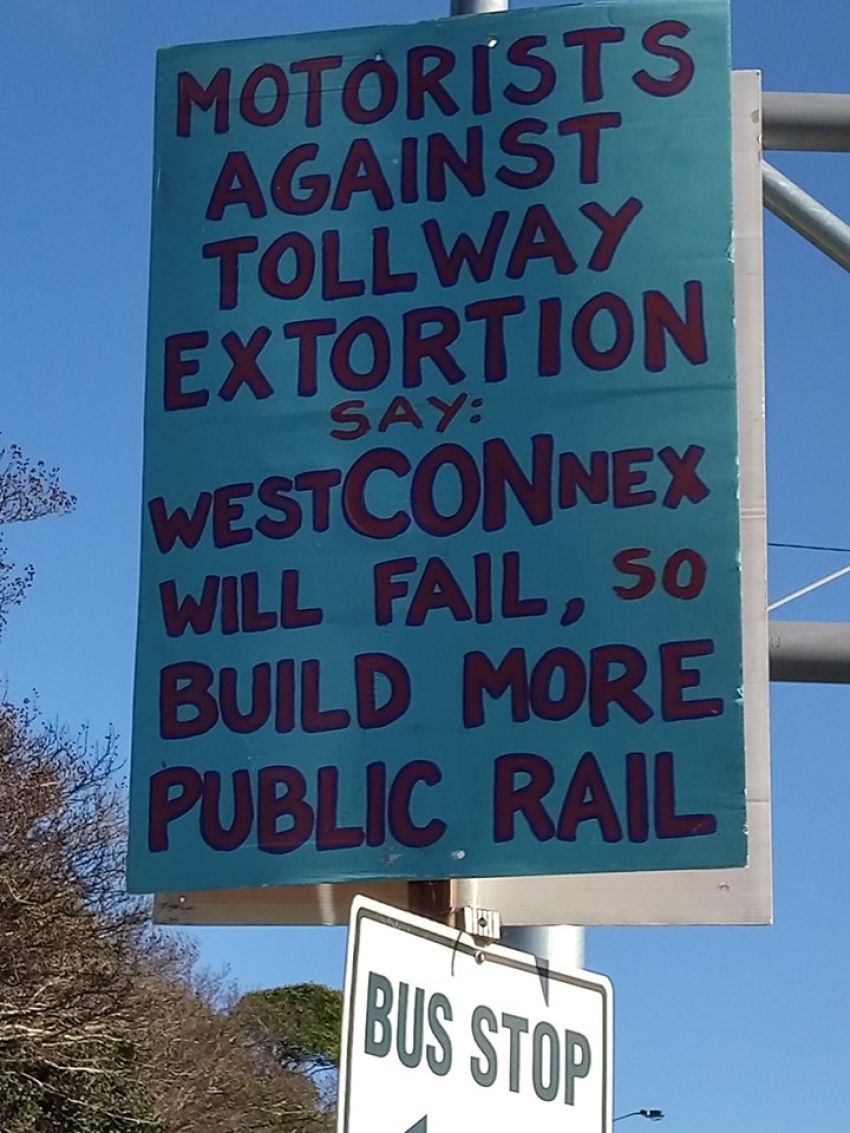 MOTORISTS
AGAINST
TOLLWAY
EXTORTION
SAY:
WESTCONNEX
WILL FAIL, SO
BUILD MORE
PUBLIC RAIL
BUS STOP